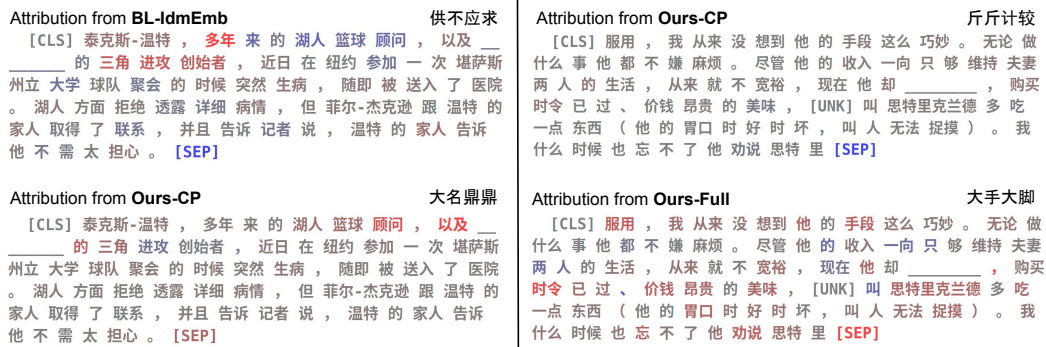 Attribution from BL-IdmEmb 供不应求
[CLS] 泰克斯-温特 , 多年 来 的 湖人 篮球 顾问 , 以及 __
________ 的 三角 进攻 创始者 , 近日 在 纽约 参加 一 次 堪萨斯
州立 大学 球队 聚会 的 时候 突然 生病 , 随即 被 送入 了 医院
。 湖人 方面 拒绝 透露 详细 病情 , 但 菲尔-杰克逊 跟 温特 的
家人 取得 了 联系 , 并且 告诉 记者 说 , 温特 的 家人 告诉
他 不 需 太 担心 。 [SEP]
Attribution from Ours-CP 大名鼎鼎
[CLS] 泰克斯-温特 , 多年 来 的 湖人 篮球 顾问 , 以及 __
________ 的 三角 进攻 创始者 , 近日 在 纽约 参加 一 次 堪萨斯
州立 大学 球队 聚会 的 时候 突然 生病 , 随即 被 送入 了 医院
。 湖人 方面 拒绝 透露 详细 病情 , 但 菲尔-杰克逊 跟 温特 的
家人 取得 了 联系 , 并且 告诉 记者 说 , 温特 的 家人 告诉
他 不 需 太 担心 。 [SEP]
Attribution from Ours-CP 斤斤计较
[CLS] 服用 , 我 从来 没 想到 他 的 手段 这么 巧妙 。 无论 做
什么 事 他 都 不 嫌 麻烦 。 尽管 他 的 收入 一向 只 够 维持 夫妻
两 人 的 生活 , 从来 就 不 宽裕 , 现在 他 却 ________ , 购买
时令 已 过 、 价钱 昂贵 的 美味 , [UNK] 叫 思特里克兰德 多 吃
一点 东西 ( 他 的 胃口 时 好 时 坏 , 叫 人 无法 捉摸 ) 。 我
什么 时候 也 忘 不 了 他 劝说 思特 里 [SEP]
Attribution from Ours-Full 大手大脚
[CLS] 服用 , 我 从来 没 想到 他 的 手段 这么 巧妙 。 无论 做
什么 事 他 都 不 嫌 麻烦 。 尽管 他 的 收入 一向 只 够 维持 夫妻
两 人 的 生活 , 从来 就 不 宽裕 , 现在 他 却 ________ , 购买
时令 已 过 、 价钱 昂贵 的 美味 , [UNK] 叫 思特里克兰德 多 吃
一点 东西 ( 他 的 胃口 时 好 时 坏 , 叫 人 无法 捉摸 ) 。 我
什么 时候 也 忘 不 了 他 劝说 思特 里 [SEP]